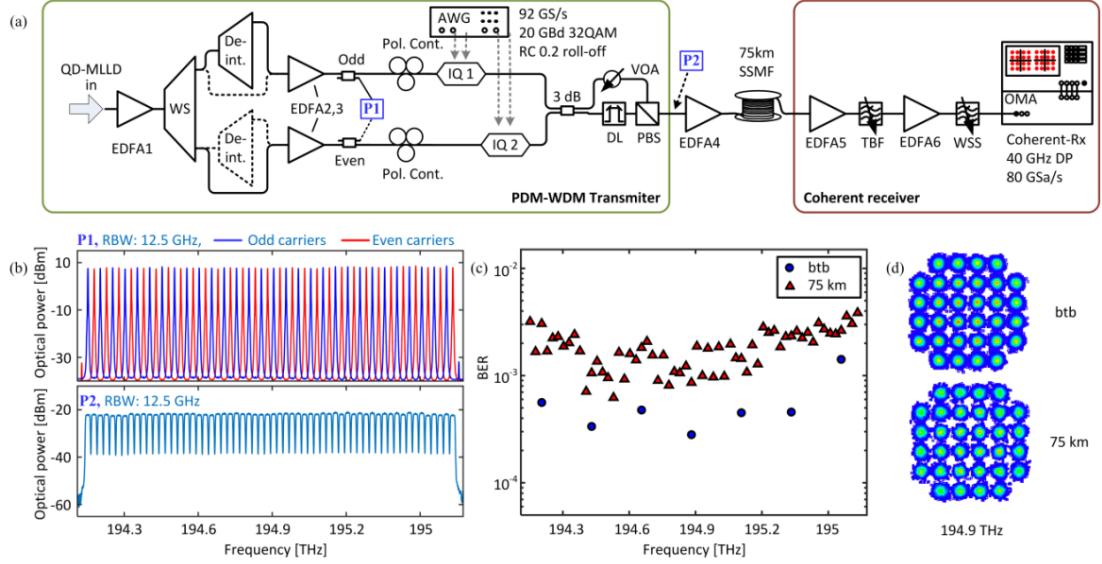 (a)
QD-MLLD
in
EDFA1
WS
De-
int.
De-
int.
EDFA2,3
Odd
P1
Even
Pol. Cont.
Pol. Cont.
AWG
92 GS/s
20 GBd 32QAM
RC 0.2 roll-off
IQ 1
IQ 2
3 dB
VOA
DL
PBS
PDM-WDM Transmiter
P2
EDFA4
75km
SSMF
EDFA5
TBF
EDFA6
WSS
OMA
Coherent-Rx
40 GHz DP
80 GSa/s
Coherent receiver
(b)
P1, RBW: 12.5 GHz,
Odd carriers
Even carriers
Optical power [dBm]
10
-10
-30
P2, RBW: 12.5 GHz
Optical power [dBm]
-20
-40
-60
194.3 194.6 194.9 195.2 195
Frequency [THz]
(c)
BER
10-2
10-3
10-4
btb
75 km
194.3 194.6 194.9 195.2 195
Frequency [THz]
(d)
btb
75 km
194.9 THz